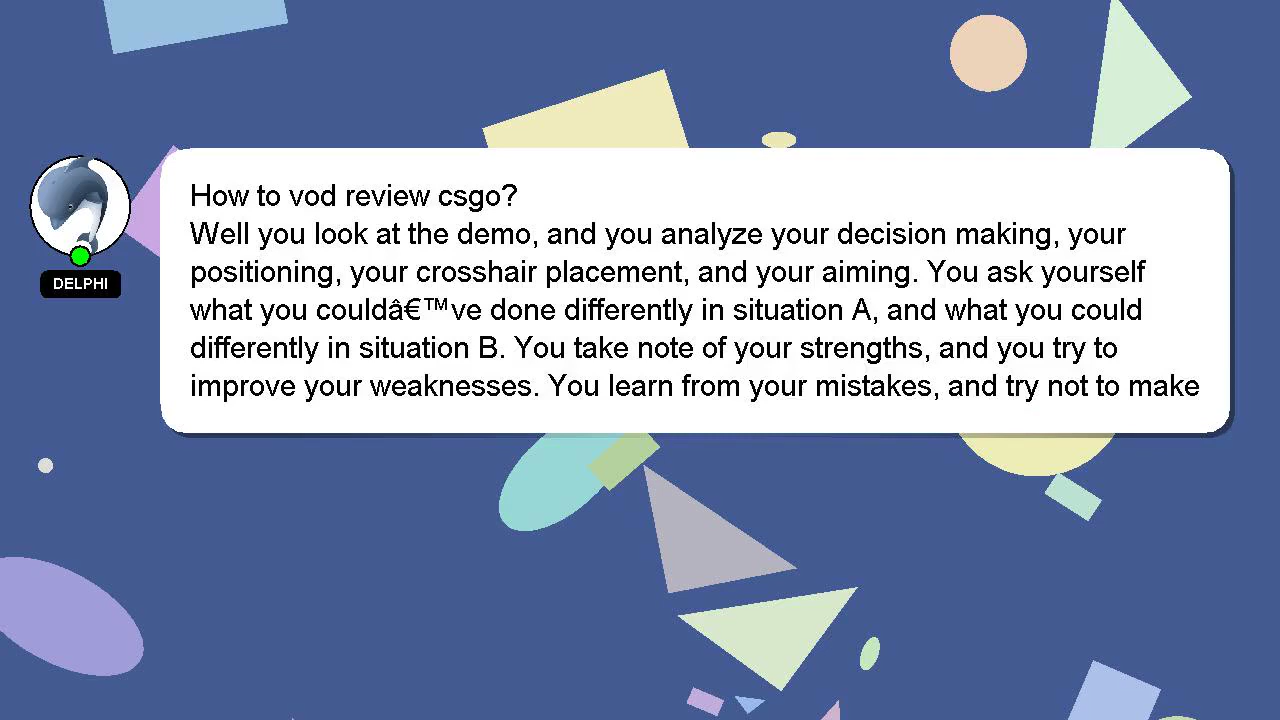 How to vod review csgo?
Well you look at the demo, and you analyze your decision making, your
positioning, your crosshair placement, and your aiming. You ask yourself
what you couldâ€™ve done differently in situation A, and what you could
differently in situation B. You take note of your strengths, and you try to
improve your weaknesses. You learn from your mistakes, and try not to make
DELPHI